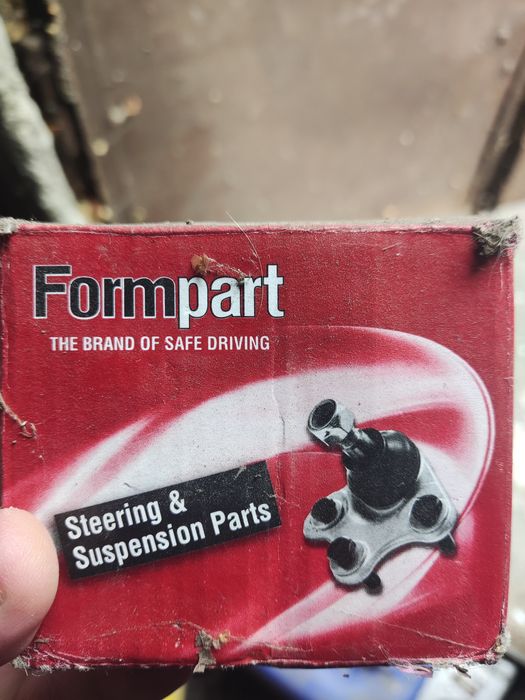 Formpart
THE BRAND OF SAFE DRIVING
Steering &
Suspension Parts